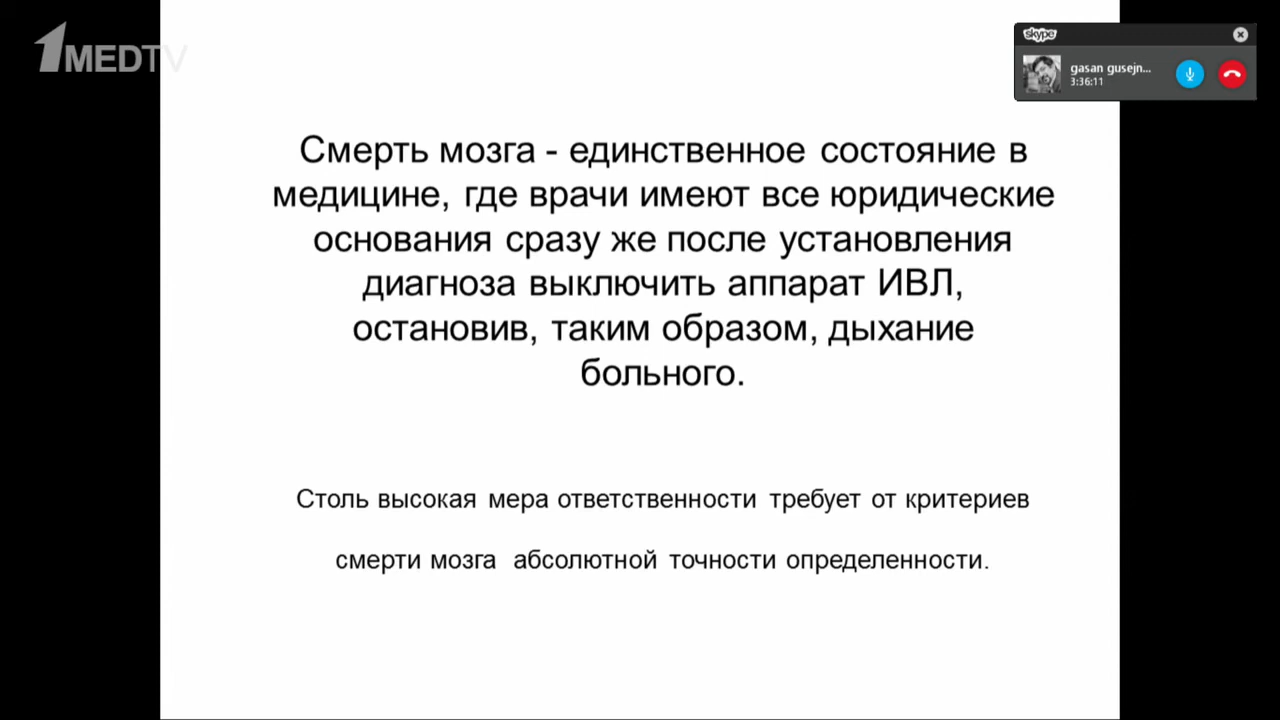 1MEDTV
skype
gasan gusejn...
3:36:11
Смерть мозга - единственное состояние в
медицине, где врачи имеют все юридические
основания сразу же после установления
диагноза выключить аппарат ИВЛ,
остановив, таким образом, дыхание
больного.
Столь высокая мера ответственности требует от критериев
смерти мозга абсолютной точности определенности.